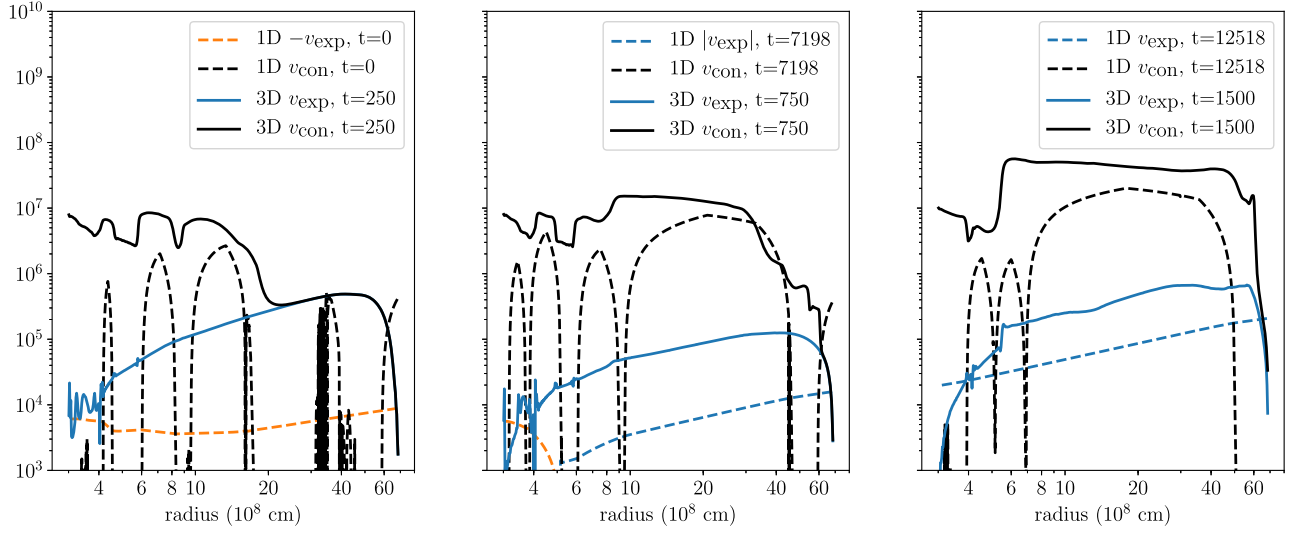 10^10
10^9
10^8
10^7
10^6
10^5
10^4
10^3
1D −v_exp, t=0
1D v_con, t=0
3D v_exp, t=250
3D v_con, t=250
4 6 8 10 20 40 60
radius (10^8 cm)
1D |v_exp|, t=7198
1D v_con, t=7198
3D v_exp, t=750
3D v_con, t=750
4 6 8 10 20 40 60
radius (10^8 cm)
1D v_exp, t=12518
1D v_con, t=12518
3D v_exp, t=1500
3D v_con, t=1500
4 6 8 10 20 40 60
radius (10^8 cm)